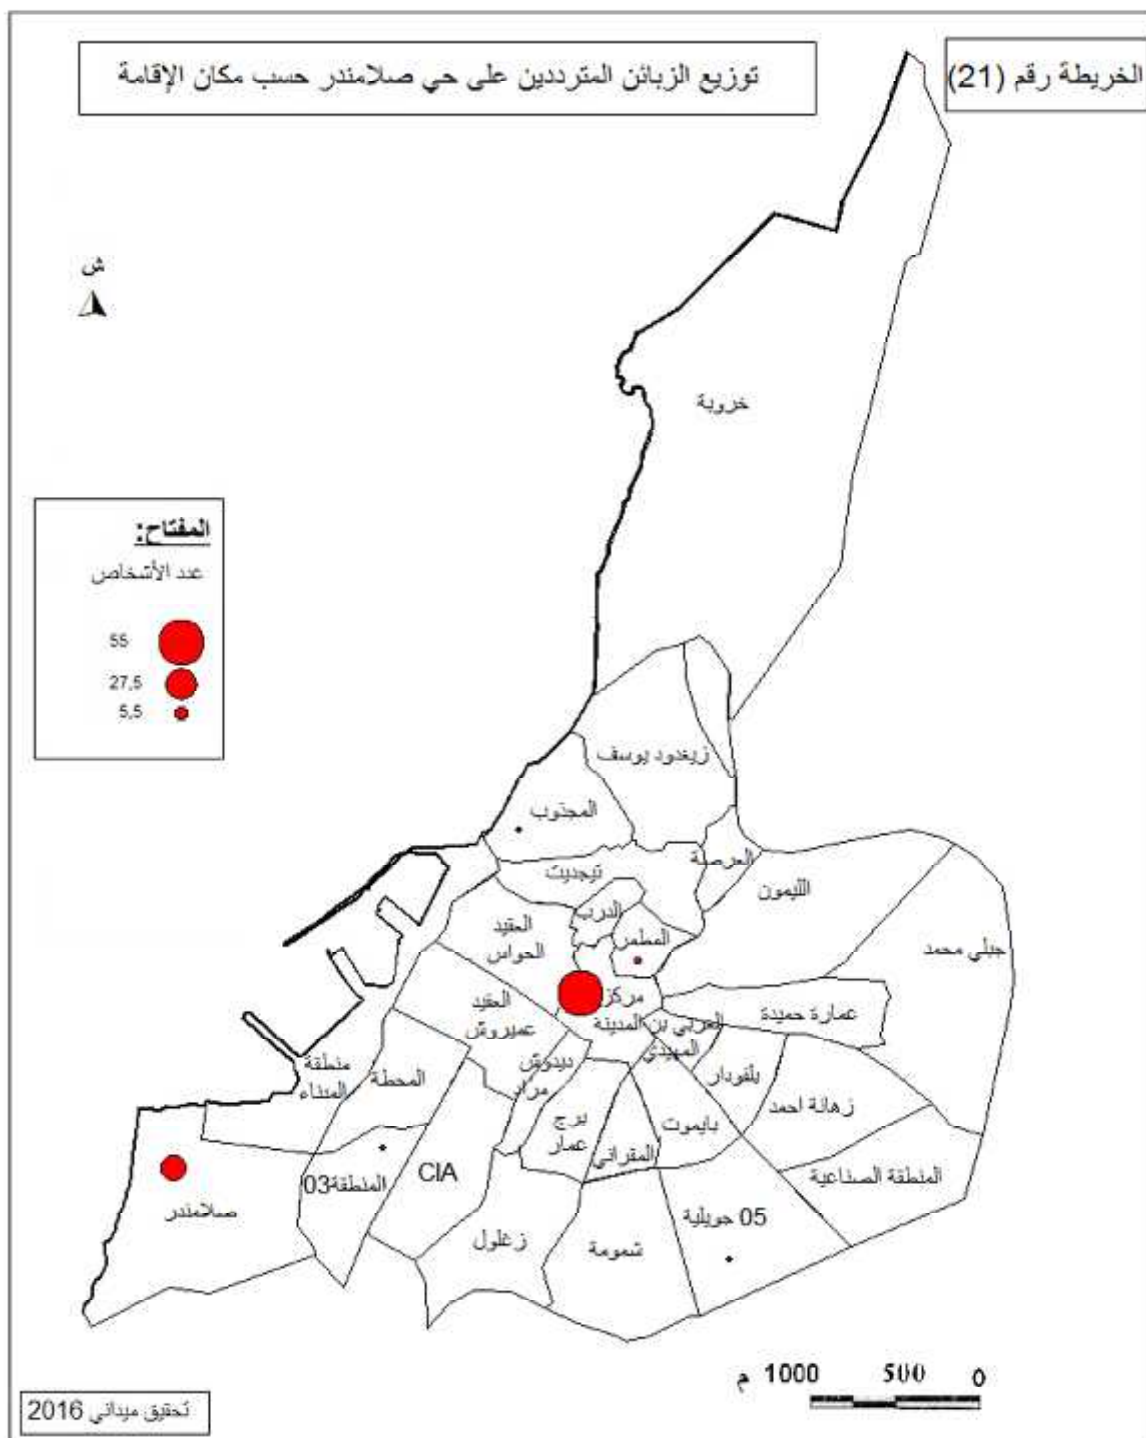 الخريطة رقم (21)
توزيع الزبائن المترددين على حي صلامندر حسب مكان الإقامة
ش
خروبة
المفتاح:
عدد الأشخاص
55
27,5
5,5
زيغدود يوسف
المجدوب
العرصة
تيجديت
الليمون
الدرب
المطمر
العقيد
الحواس
جبلي محمد
مركز
المدينة
عمارة حميدة
العربي بن
المهيدي
العقيد
عميروش
ديدوش
مراد
بلقودار
منطقة
الميناء
المحطة
زهانة احمد
بايموت
برج
عمار
المقراني
المنطقة الصناعية
CIA
المنطقة03
صلامندر
05 جويلية
زغلول
شمومة
0 500 1000 م
تحقيق ميداني 2016